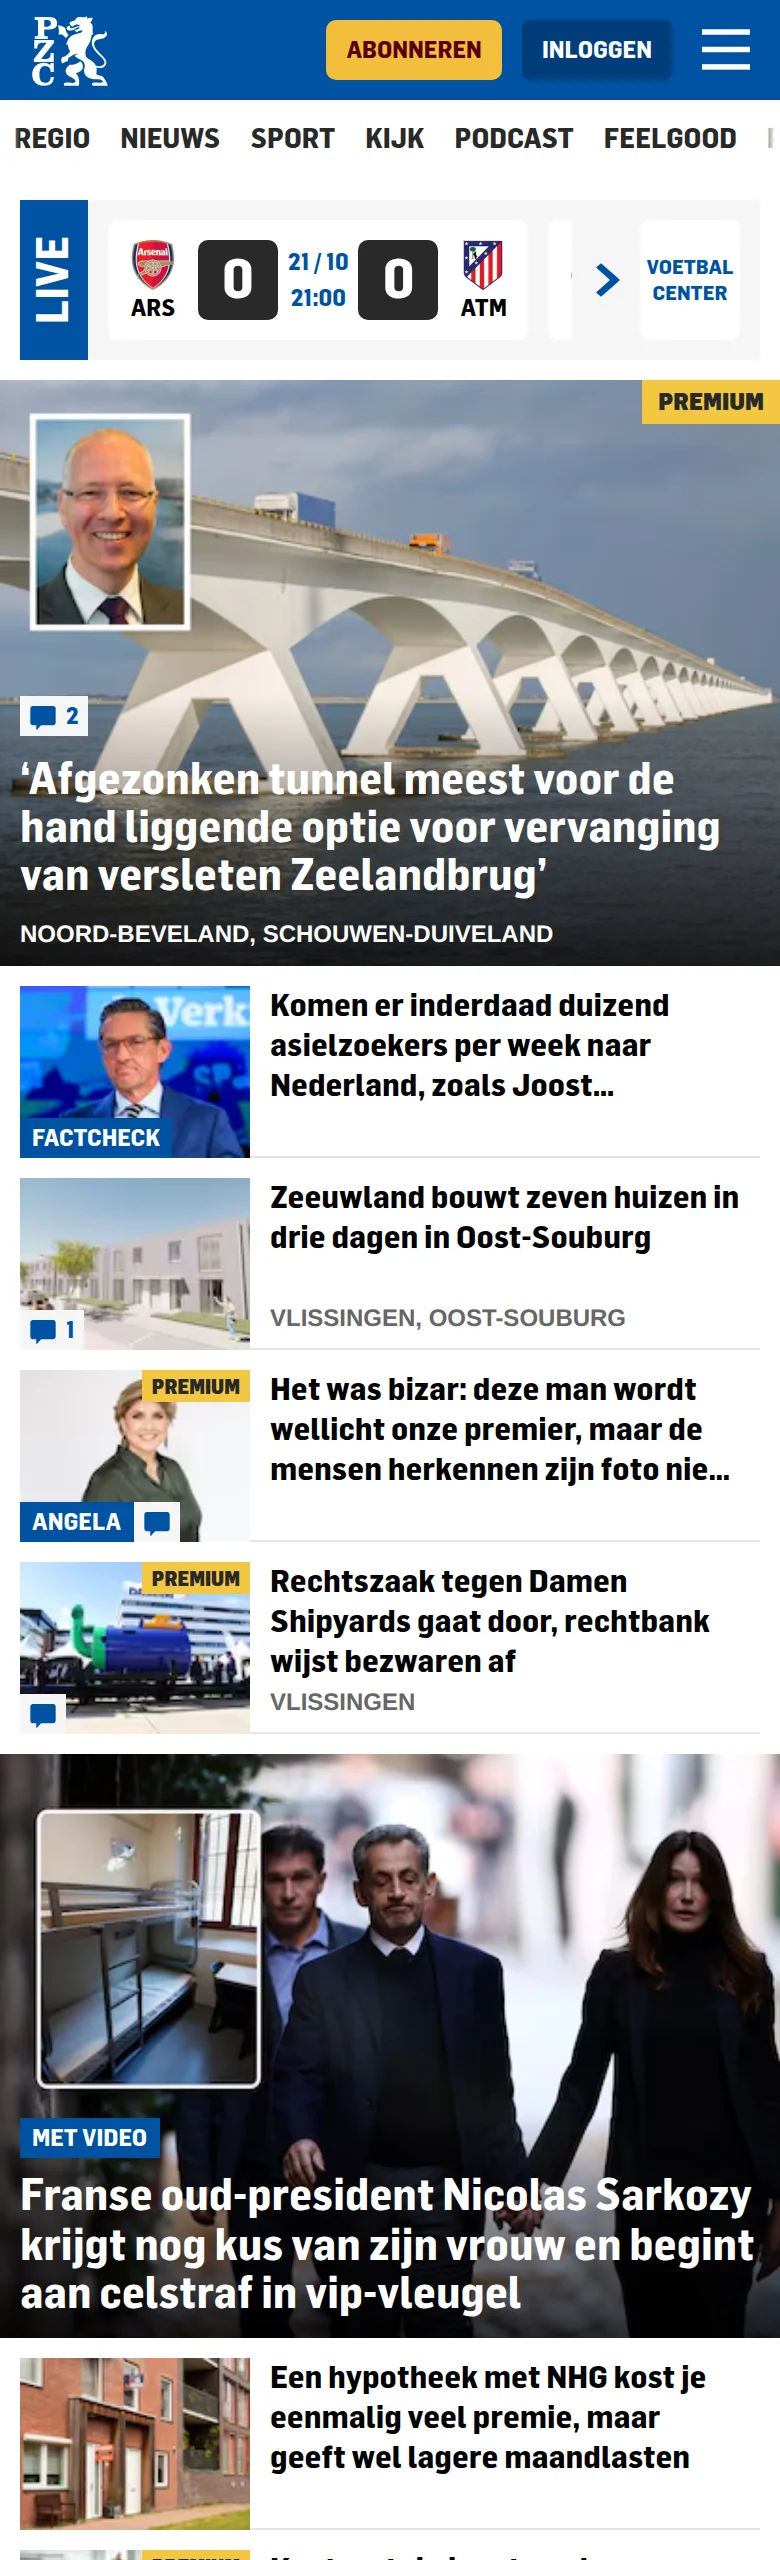 PZC
ABONNEREN
INLOGGEN
REGIO NIEUWS SPORT KIJK PODCAST FEELGOOD
LIVE
Arsenal
ARS
0
21 / 10
21:00
0
ATM
VOETBAL
CENTER
PREMIUM
2
‘Afgezonken tunnel meest voor de
hand liggende optie voor vervanging
van versleten Zeelandbrug’
NOORD-BEVELAND, SCHOUWEN-DUIVELAND
Verk
FACTCHECK
Komen er inderdaad duizend
asielzoekers per week naar
Nederland, zoals Joost...
1
Zeeuwland bouwt zeven huizen in
drie dagen in Oost-Souburg
VLISSINGEN, OOST-SOUBURG
PREMIUM
ANGELA
Het was bizar: deze man wordt
wellicht onze premier, maar de
mensen herkennen zijn foto nie...
PREMIUM
Rechtszaak tegen Damen
Shipyards gaat door, rechtbank
wijst bezwaren af
VLISSINGEN
MET VIDEO
Franse oud-president Nicolas Sarkozy
krijgt nog kus van zijn vrouw en begint
aan celstraf in vip-vleugel
Een hypotheek met NHG kost je
eenmalig veel premie, maar
geeft wel lagere maandlasten